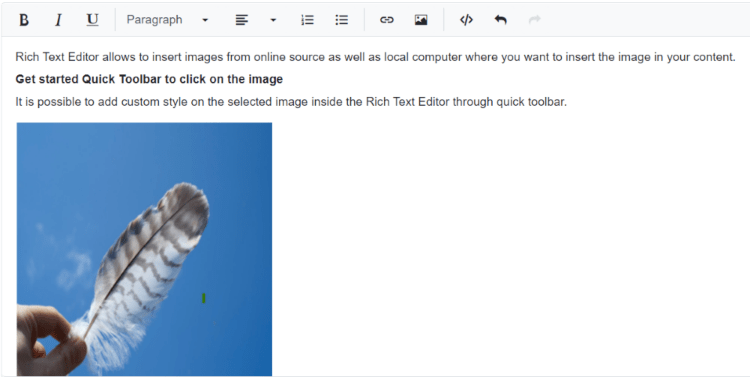 B I U Paragraph
Rich Text Editor allows to insert images from online source as well as local computer where you want to insert the image in your content.
Get started Quick Toolbar to click on the image
It is possible to add custom style on the selected image inside the Rich Text Editor through quick toolbar.